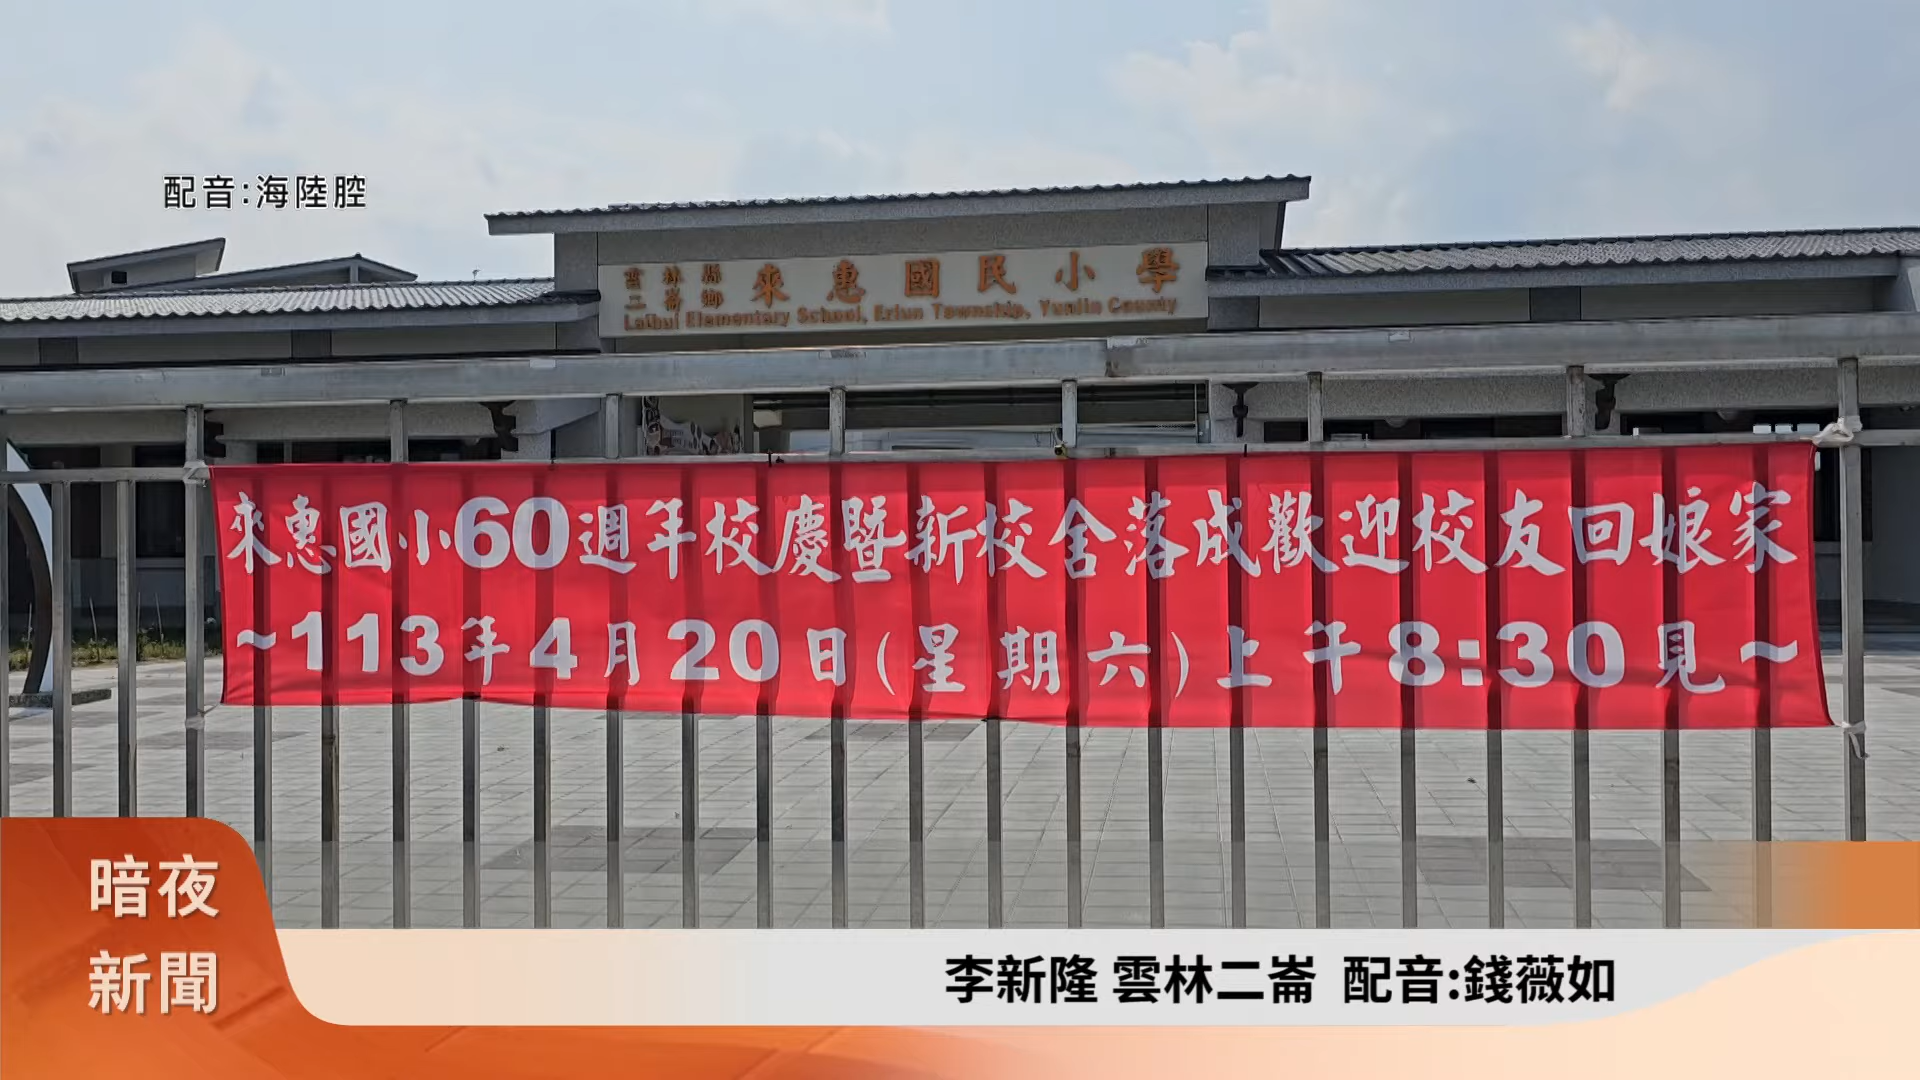 配音:海陸腔
雲林縣
二崙鄉
來惠國民小學
Laihui Elementary School, Erlun Township, Yunlin County
來惠國小60週年校慶暨新校舍落成歡迎校友回娘家
~113年4月20日(星期六)上午8:30見~
暗夜
新聞
李新隆 雲林二崙 配音:錢薇如